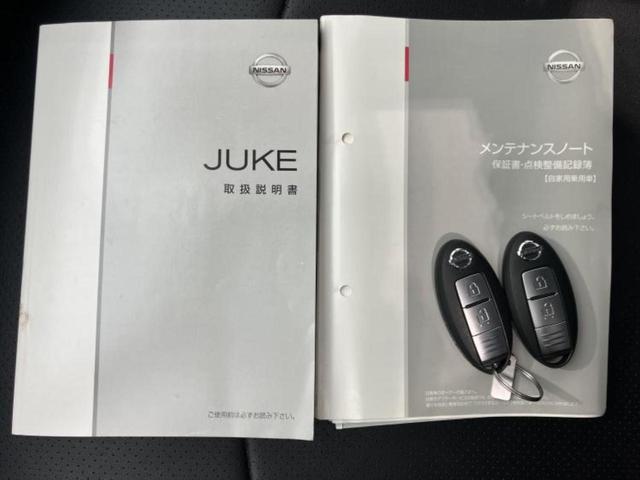 NISSAN
JUKE
取扱説明書
ご使用前は必ずお読み下さい。
NISSAN
メンテナンスノート
保証書・点検整備記録簿
【自家用乗用車】
シートベルトをしめましょう。
必ずお読み下さい。